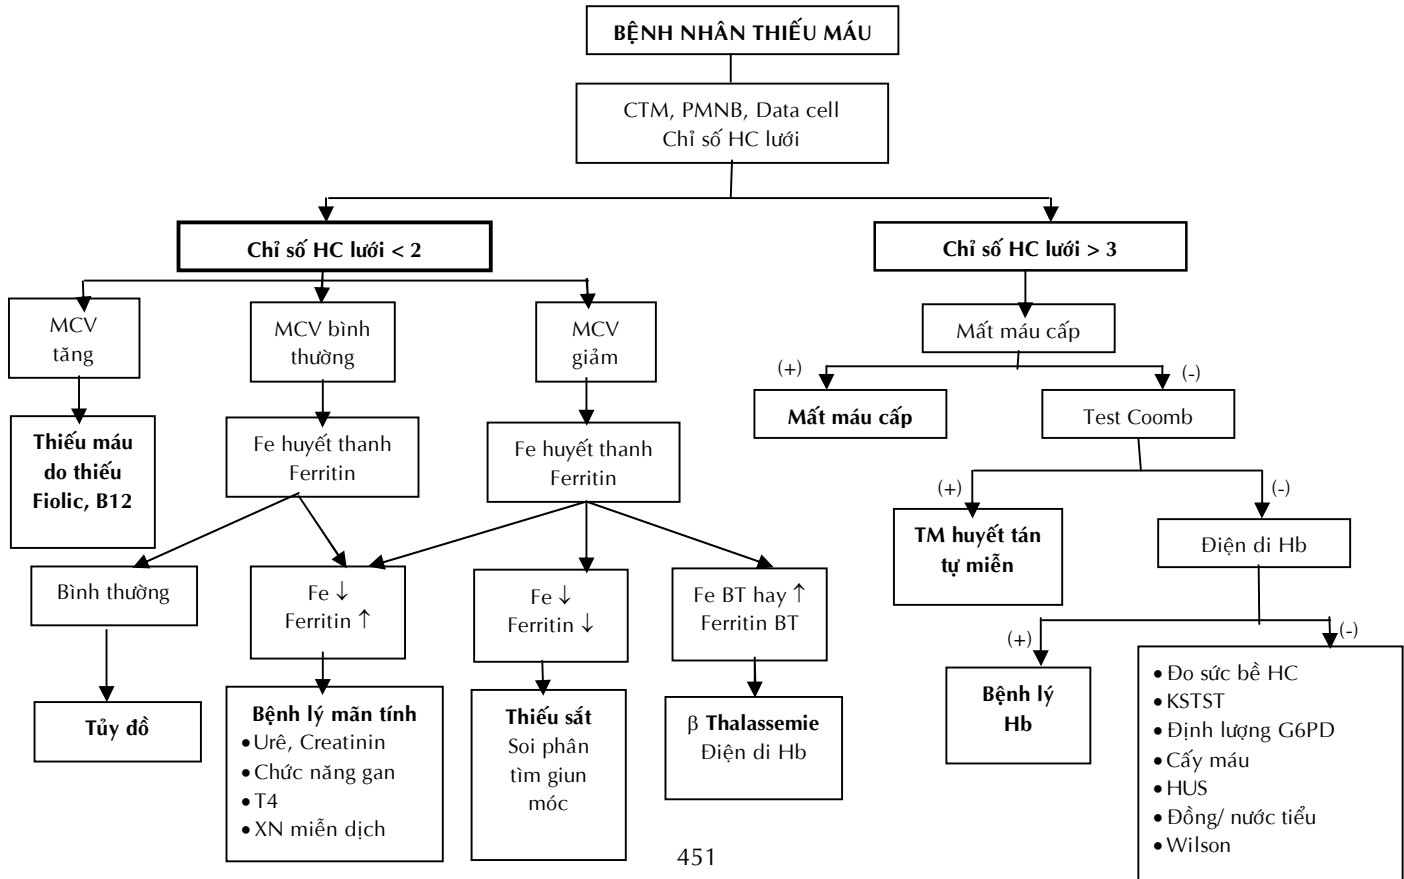 BỆNH NHÂN THIẾU MÁU
CTM, PMNB, Data cell
Chỉ số HC lưới
Chỉ số HC lưới < 2
Chỉ số HC lưới > 3
MCV
tăng
MCV bình
thường
MCV
giảm
Mất máu cấp
(+)
(-)
Thiếu máu
do thiếu
Fiolic, B12
Fe huyết thanh
Ferritin
Fe huyết thanh
Ferritin
Mất máu cấp
Test Coomb
(+)
(-)
TM huyết tán
tự miễn
Điện di Hb
Bình thường
Fe ↓
Ferritin ↑
Fe ↓
Ferritin ↓
Fe BT hay ↑
Ferritin BT
(+)
(-)
Tủy đồ
Bệnh lý mãn tính
• Urê, Creatinin
• Chức năng gan
• T4
• XN miễn dịch
Thiếu sắt
Soi phân
tìm giun
móc
β Thalassemie
Điện di Hb
Bệnh lý
Hb
• Đo sức bề HC
• KSTST
• Định lượng G6PD
• Cấy máu
• HUS
• Đồng/ nước tiểu
• Wilson
451